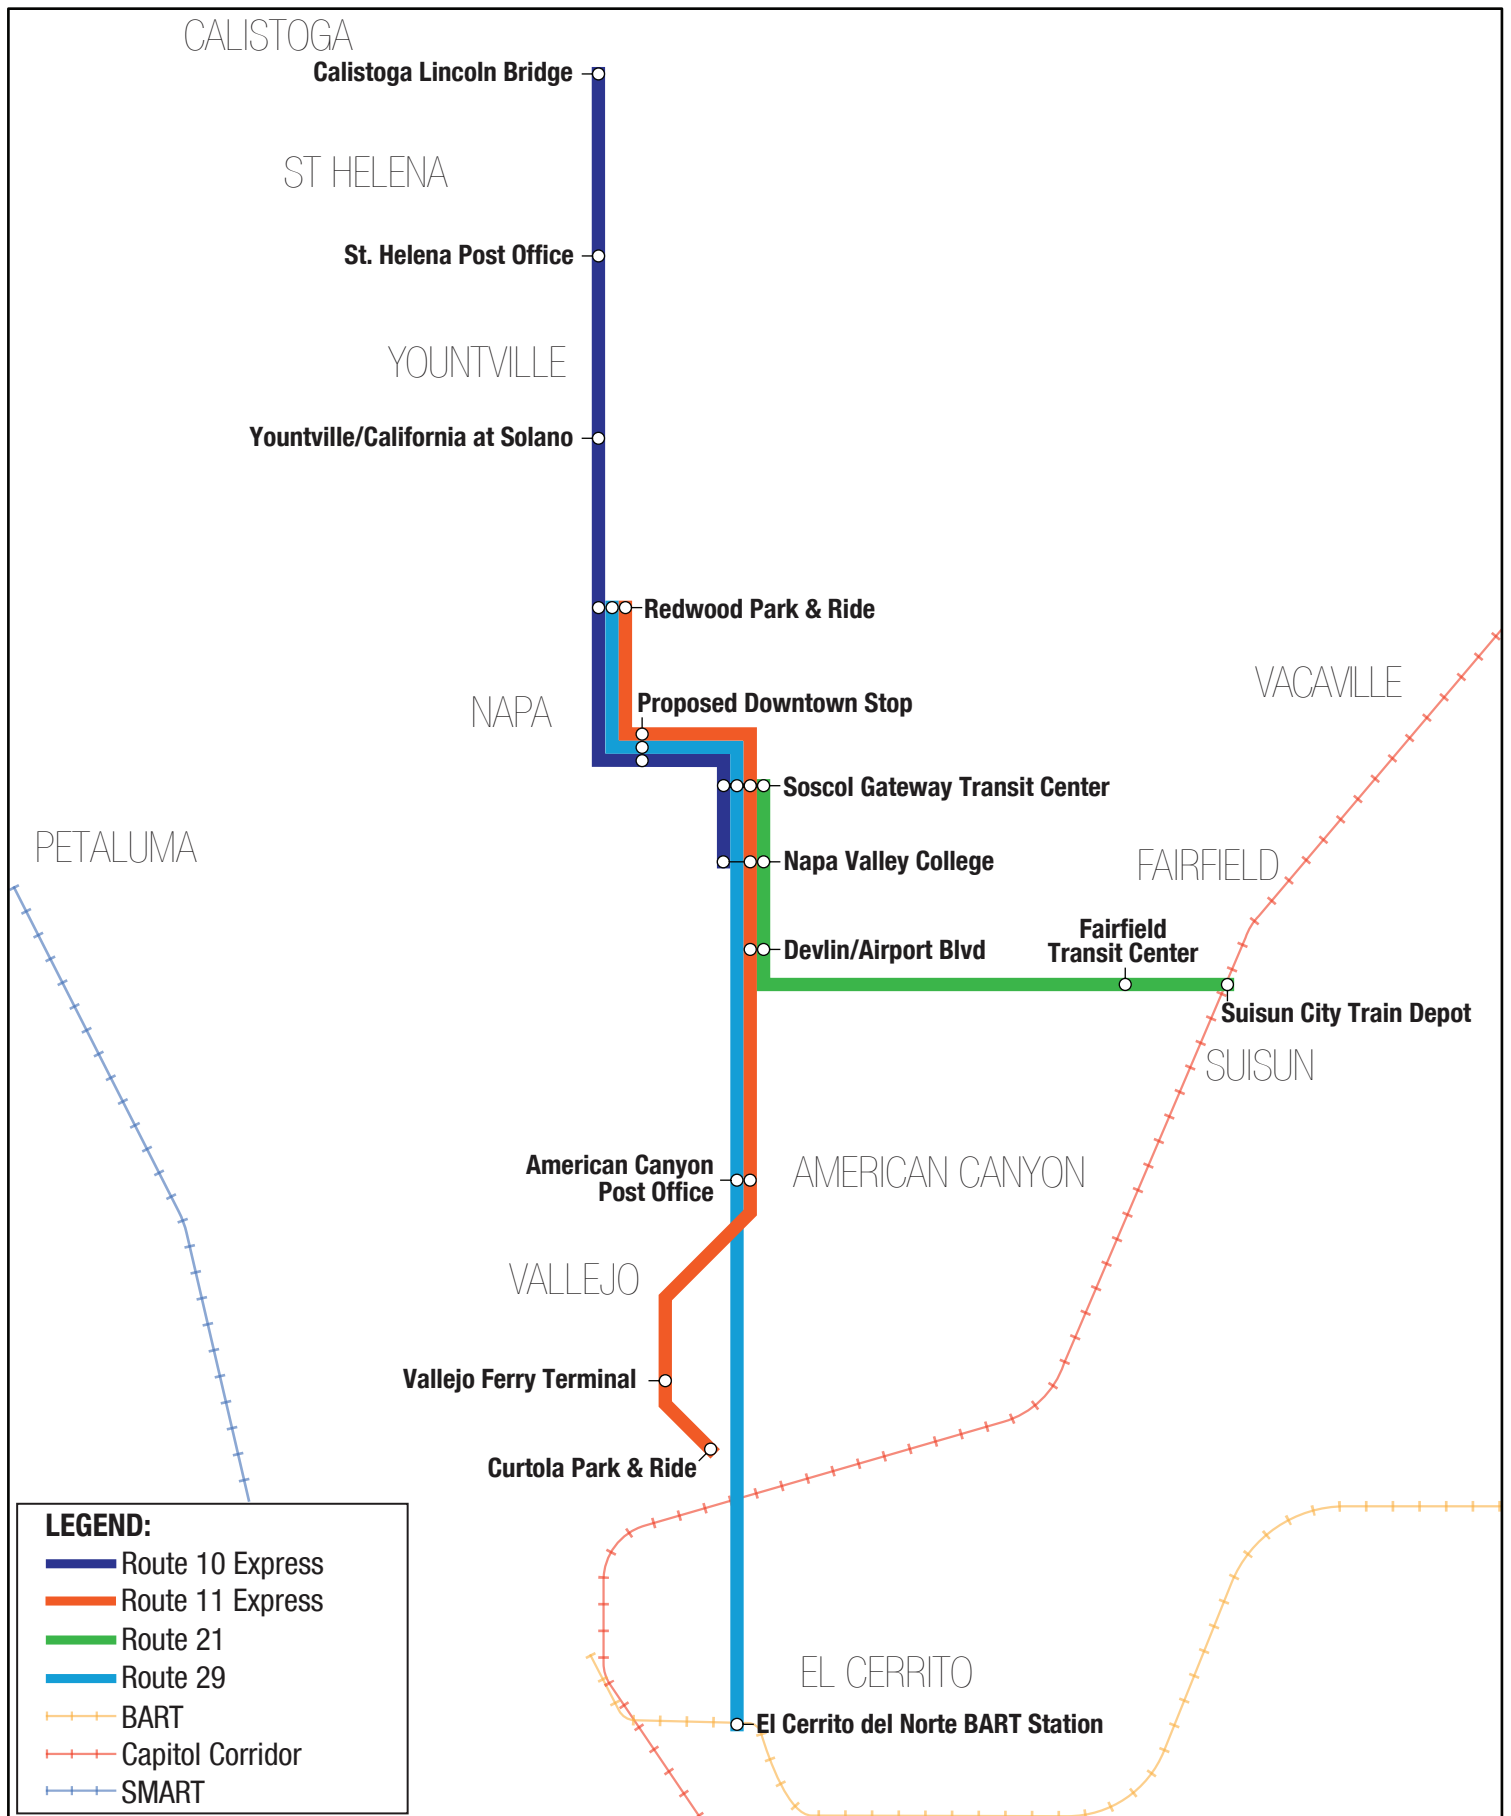 CALISTOGA
Calistoga Lincoln Bridge
ST HELENA
St. Helena Post Office
YOUNTVILLE
Yountville/California at Solano
Redwood Park & Ride
VACAVILLE
NAPA
Proposed Downtown Stop
Soscol Gateway Transit Center
PETALUMA
Napa Valley College
FAIRFIELD
Devlin/Airport Blvd
Fairfield
Transit Center
Suisun City Train Depot
SUISUN
American Canyon
Post Office
AMERICAN CANYON
VALLEJO
Vallejo Ferry Terminal
Curtola Park & Ride
LEGEND:
Route 10 Express
Route 11 Express
Route 21
Route 29
BART
Capitol Corridor
SMART
EL CERRITO
El Cerrito del Norte BART Station